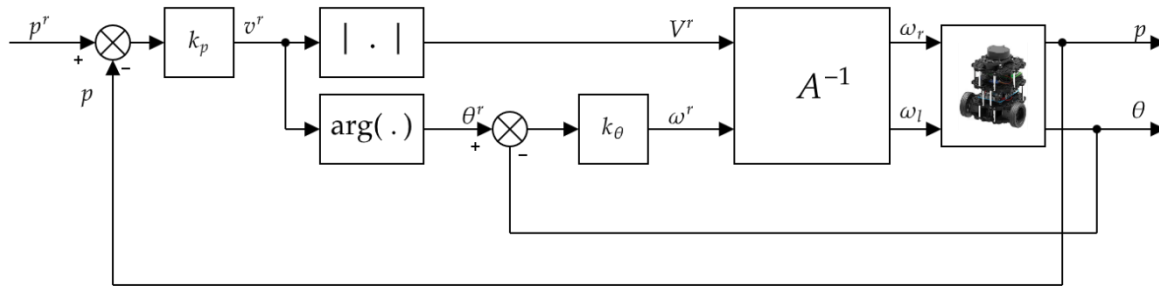 p^r
+
−
p
k_p
v^r
| . |
V^r
arg( . )
θ^r
+
−
k_θ
ω^r
A^{-1}
ω_r
ω_l
p
θ